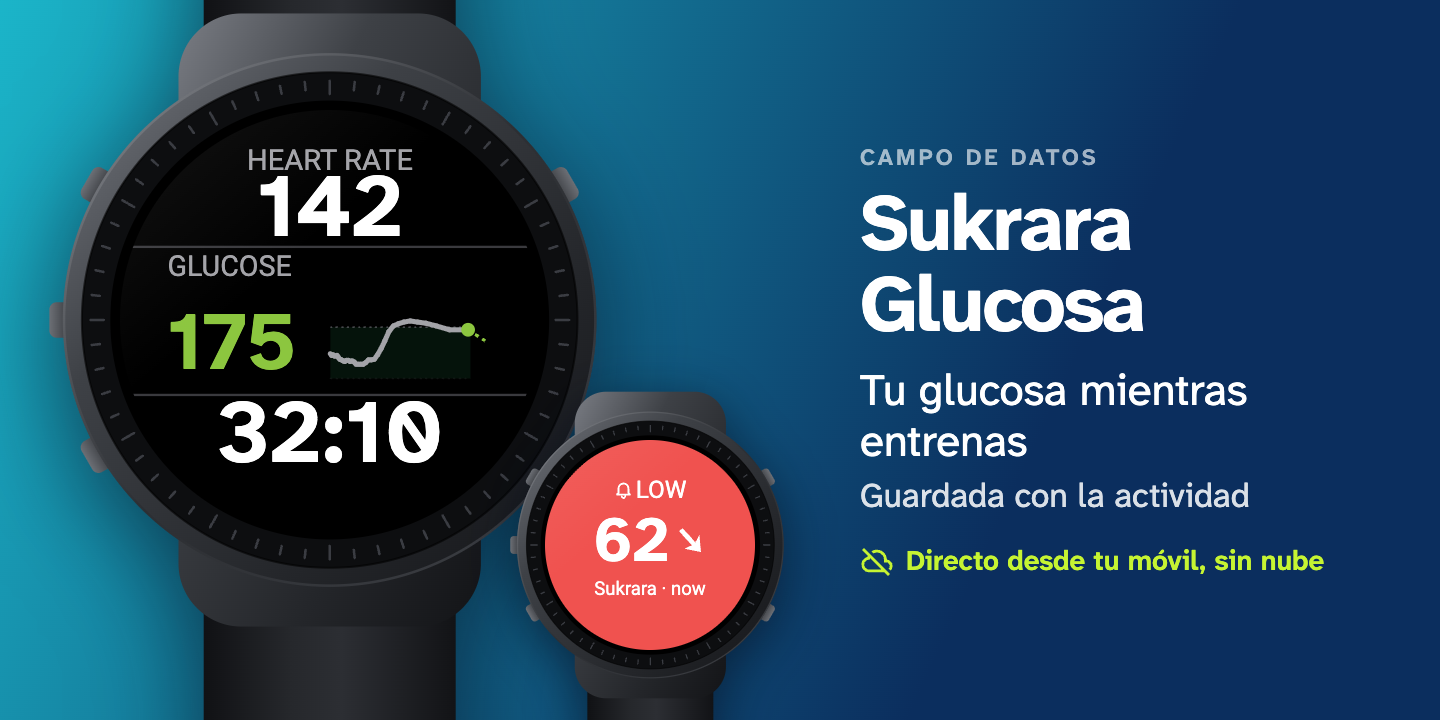 HEART RATE
142
GLUCOSE
175
32:10
LOW
62
Sukrara · now
CAMPO DE DATOS
Sukrara
Glucosa
Tu glucosa mientras
entrenas
Guardada con la actividad
Directo desde tu móvil, sin nube